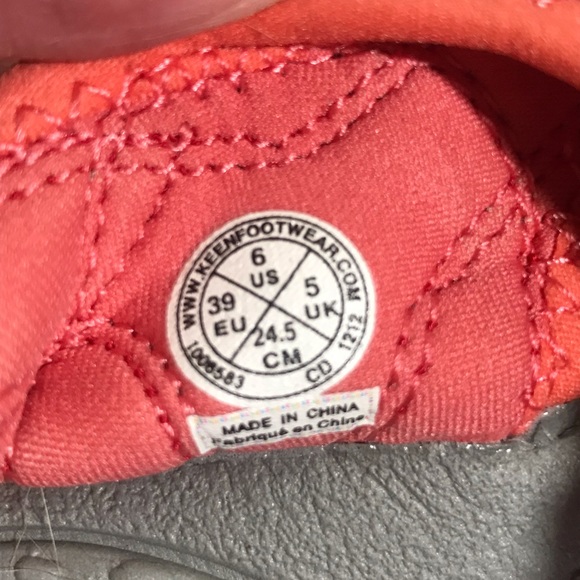 WWW.KEENFOOTWEAR.COM
6
US
39
EU
5
UK
24.5
CM
1008583
CD
1212
MADE IN CHINA
Fabriqué en Chine